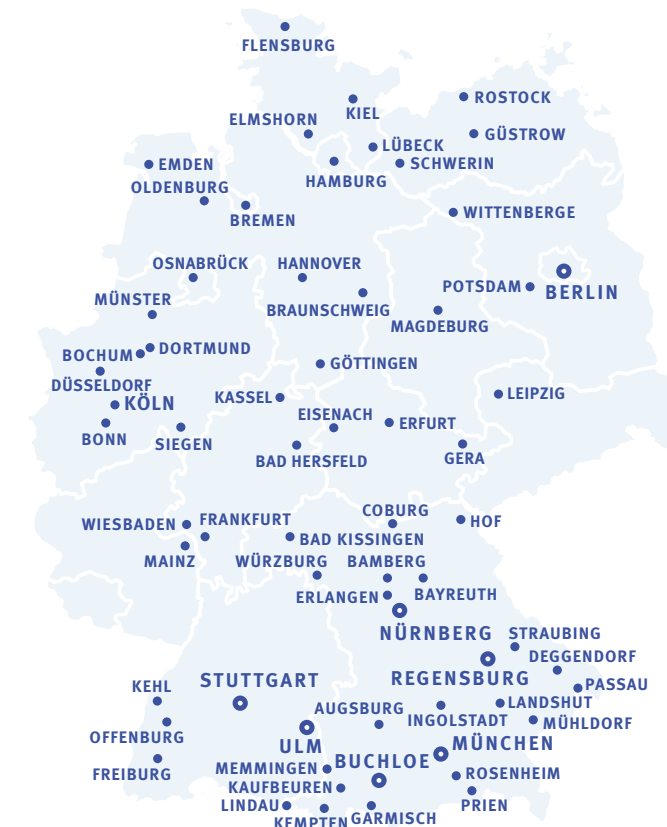 FLENSBURG
ROSTOCK
KIEL
ELMSHORN
GÜSTROW
LÜBECK
SCHWERIN
EMDEN
HAMBURG
OLDENBURG
WITTENBERGE
BREMEN
OSNABRÜCK
HANNOVER
POTSDAM
BERLIN
MÜNSTER
BRAUNSCHWEIG
MAGDEBURG
DORTMUND
BOCHUM
GÖTTINGEN
DÜSSELDORF
LEIPZIG
KASSEL
KÖLN
EISENACH
ERFURT
BONN
SIEGEN
GERA
BAD HERSFELD
COBURG
FRANKFURT
HOF
WIESBADEN
BAD KISSINGEN
MAINZ
WÜRZBURG
BAMBERG
BAYREUTH
ERLANGEN
NÜRNBERG
STRAUBING
DEGGENDORF
REGENSBURG
STUTTGART
PASSAU
KEHL
LANDSHUT
AUGSBURG
INGOLSTADT
MÜHLDORF
OFFENBURG
MÜNCHEN
ULM
BUCHLOE
MEMMINGEN
FREIBURG
ROSENHEIM
KAUFBEUREN
LINDAU
PRIEN
GARMISCH
KEMPTEN